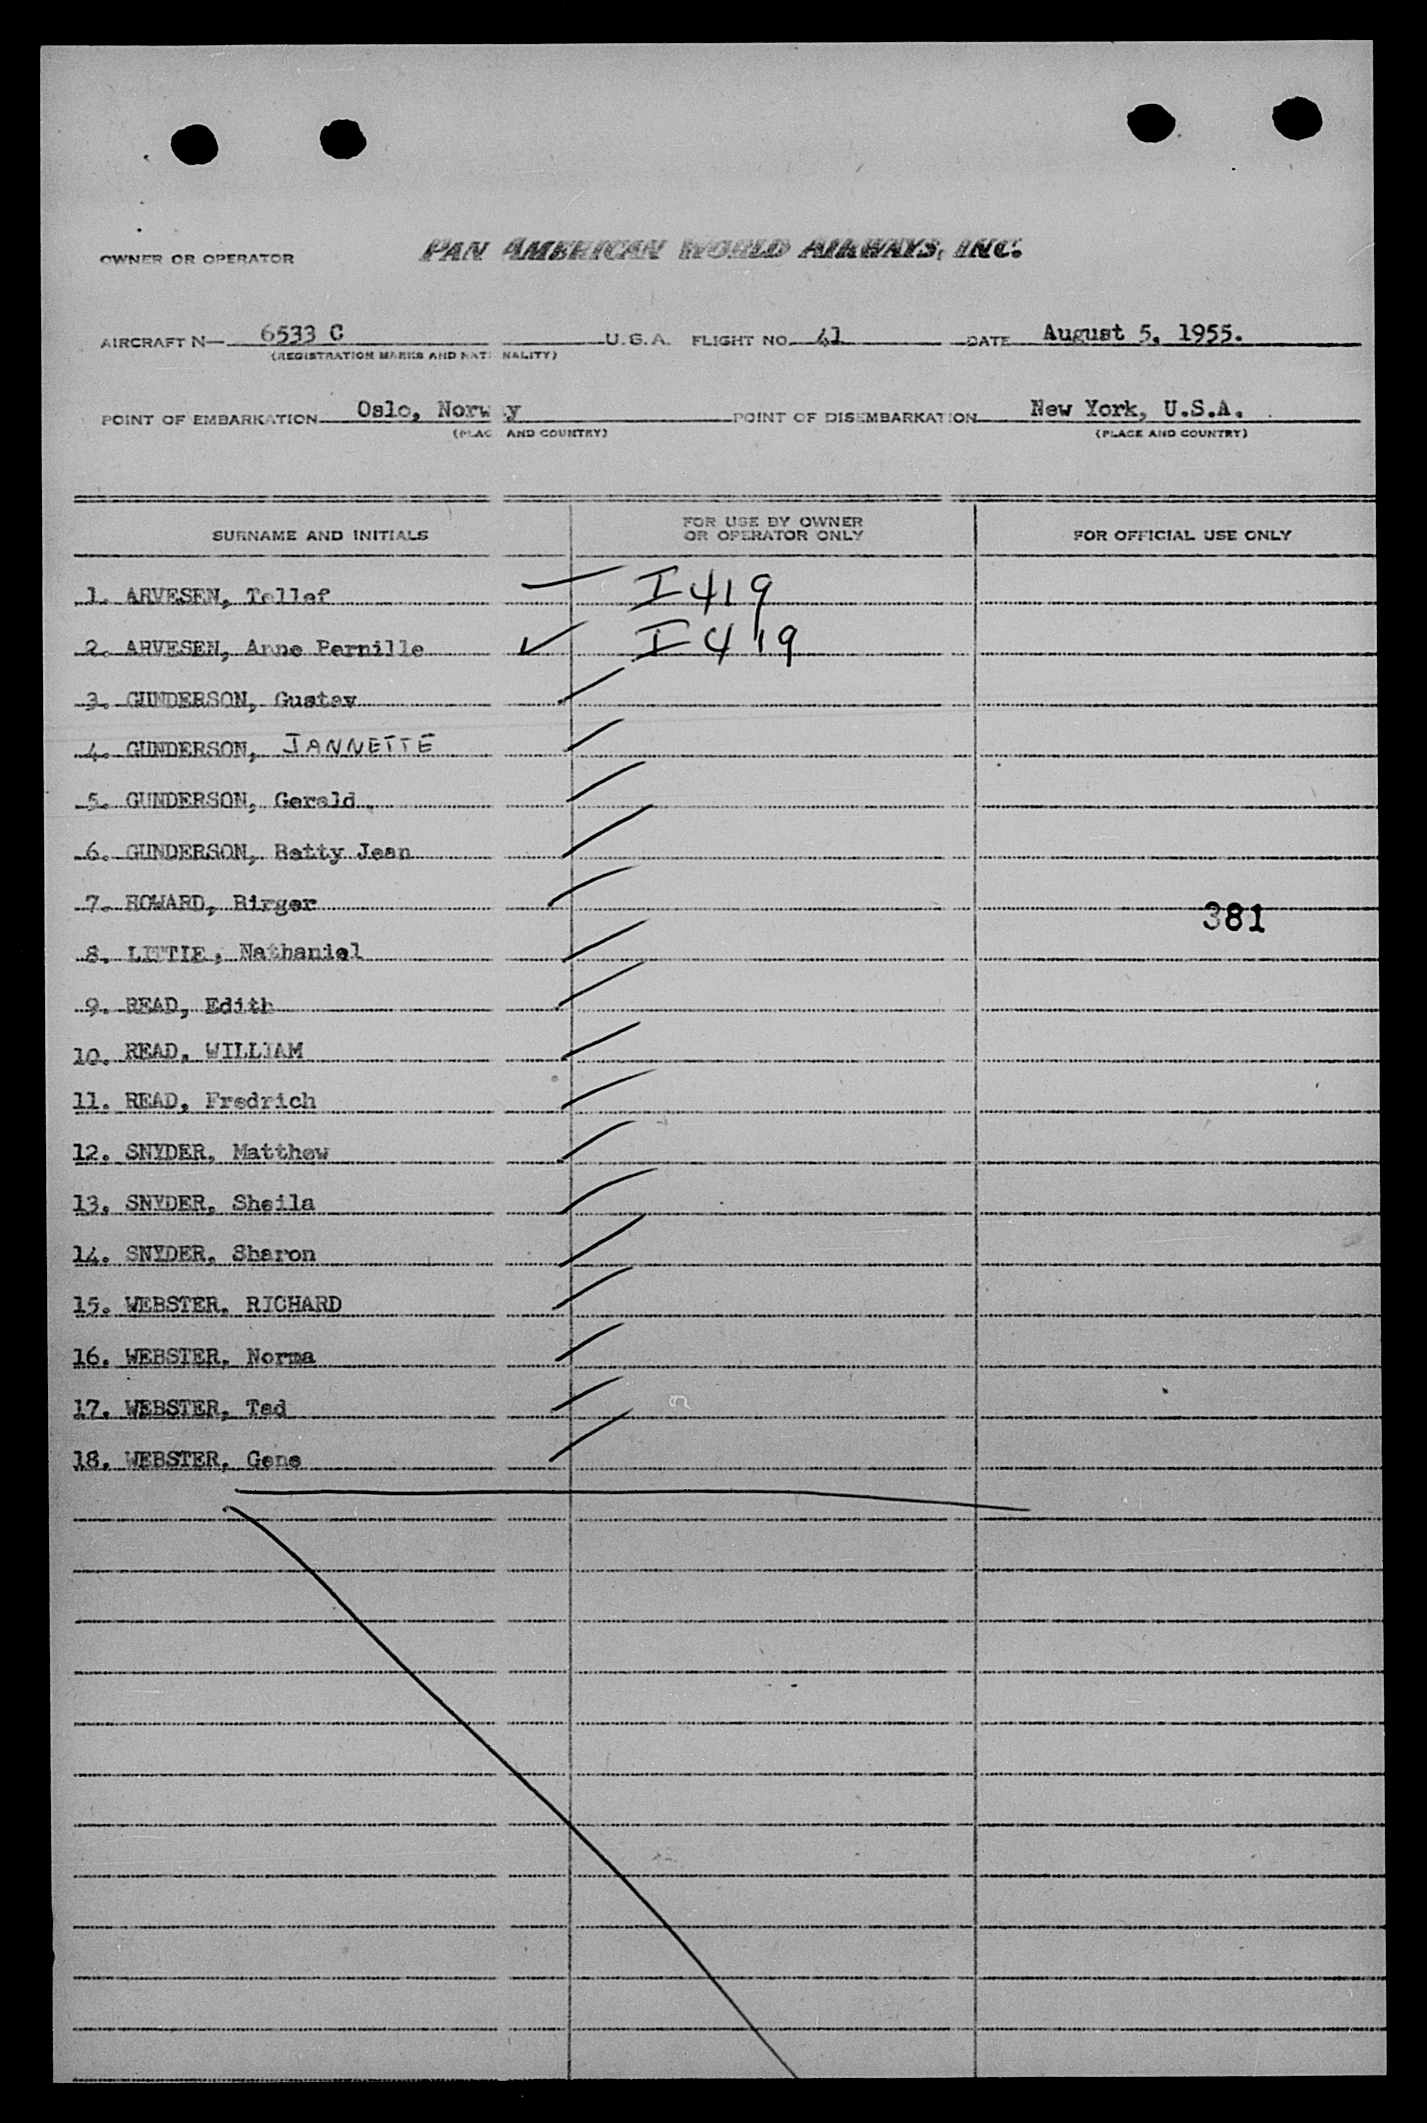 OWNER OR OPERATOR PAN AMERICAN WORLD AIRWAYS, INC.
AIRCRAFT N— 6533 C U.S.A. FLIGHT NO. 41 DATE August 5, 1955.
(REGISTRATION MARKS AND NATIONALITY)
POINT OF EMBARKATION Oslo, Norway POINT OF DISEMBARKATION New York, U.S.A.
(PLACE AND COUNTRY) (PLACE AND COUNTRY)
SURNAME AND INITIALS FOR USE BY OWNER OR OPERATOR ONLY FOR OFFICIAL USE ONLY
1. ARVESEN, Tellef I 419
2. ARVESEN, Anne Pernille I 419
3. GUNDERSON, Gustav
4. GUNDERSON, JANNETTE
5. GUNDERSON, Gerald
6. GUNDERSON, Betty Jean
7. HOWARD, Birger
381
8. Nathaniel
9. READ, Edith
10. READ, WILLIAM
11. READ, Fredrich
12. SNYDER, Matthew
13. SNYDER, Sheila
14. SNYDER, Sharon
15. WEBSTER, RICHARD
16. WEBSTER, Norma
17. WEBSTER, Ted
18. WEBSTER, Gene